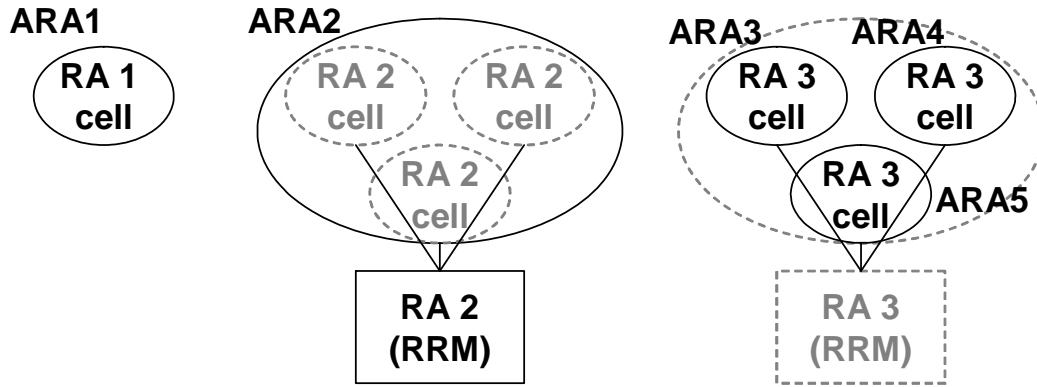 ARA1
RA 1
cell
ARA2
RA 2
cell
RA 2
cell
RA 2
cell
RA 2
(RRM)
ARA3
ARA4
RA 3
cell
RA 3
cell
RA 3
cell
ARA5
RA 3
(RRM)